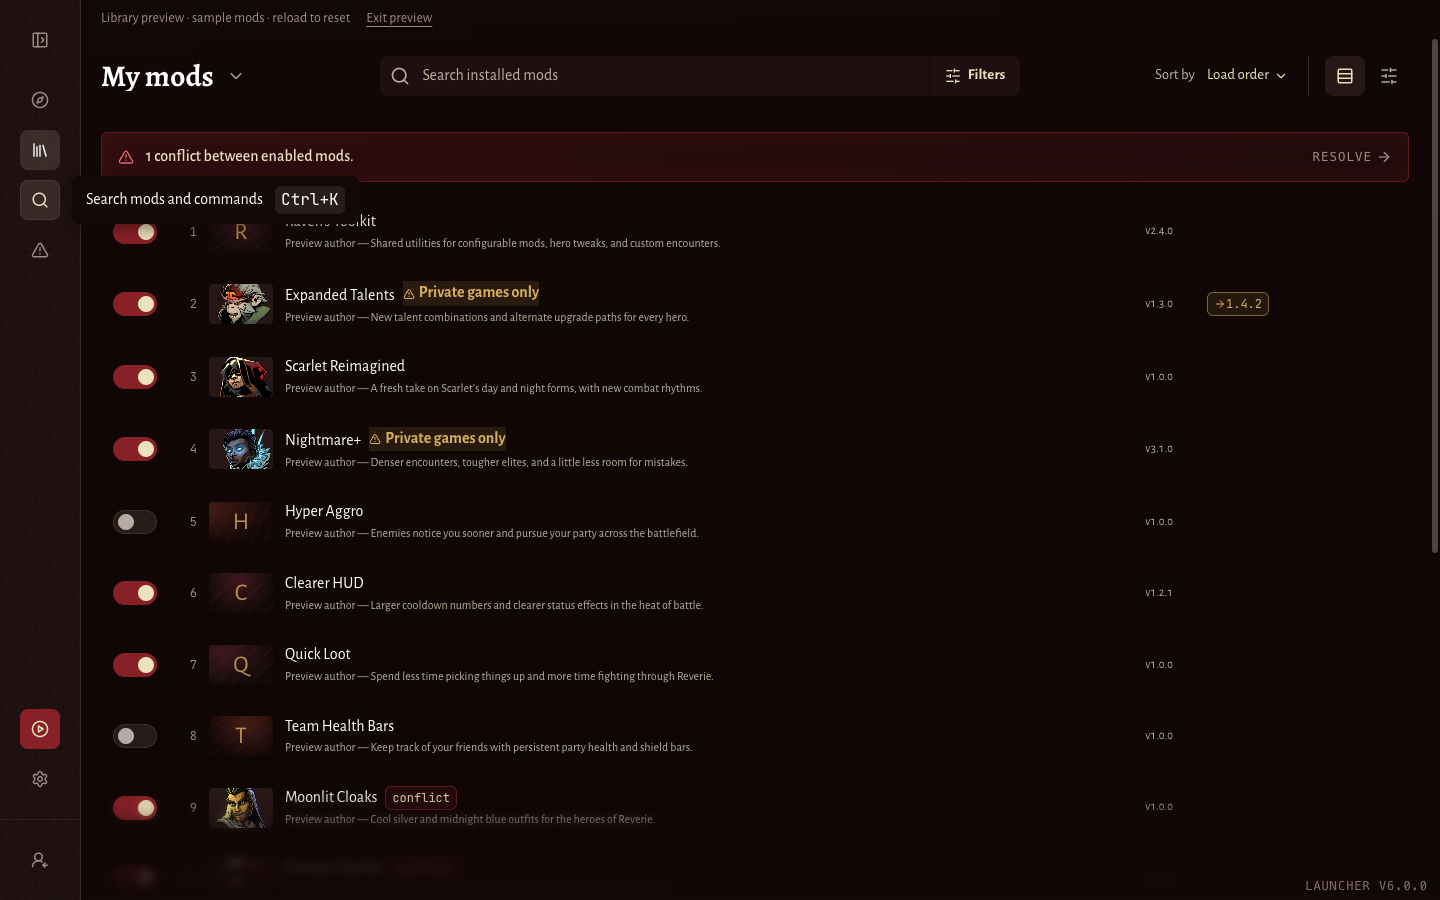 Library preview · sample mods · reload to reset Exit preview
My mods
Search installed mods
Filters
Sort by Load order
1 conflict between enabled mods.
RESOLVE
Search mods and commands Ctrl+K
1 R Raven's Toolkit
Preview author — Shared utilities for configurable mods, hero tweaks, and custom encounters.
v2.4.0
2 Expanded Talents Private games only
Preview author — New talent combinations and alternate upgrade paths for every hero.
v1.3.0 →1.4.2
3 Scarlet Reimagined
Preview author — A fresh take on Scarlet's day and night forms, with new combat rhythms.
v1.0.0
4 Nightmare+ Private games only
Preview author — Denser encounters, tougher elites, and a little less room for mistakes.
v3.1.0
5 H Hyper Aggro
Preview author — Enemies notice you sooner and pursue your party across the battlefield.
v1.0.0
6 C Clearer HUD
Preview author — Larger cooldown numbers and clearer status effects in the heat of battle.
v1.2.1
7 Q Quick Loot
Preview author — Spend less time picking things up and more time fighting through Reverie.
v1.0.0
8 T Team Health Bars
Preview author — Keep track of your friends with persistent party health and shield bars.
v1.0.0
9 Moonlit Cloaks conflict
Preview author — Cool silver and midnight blue outfits for the heroes of Reverie.
v1.0.0
LAUNCHER V6.0.0